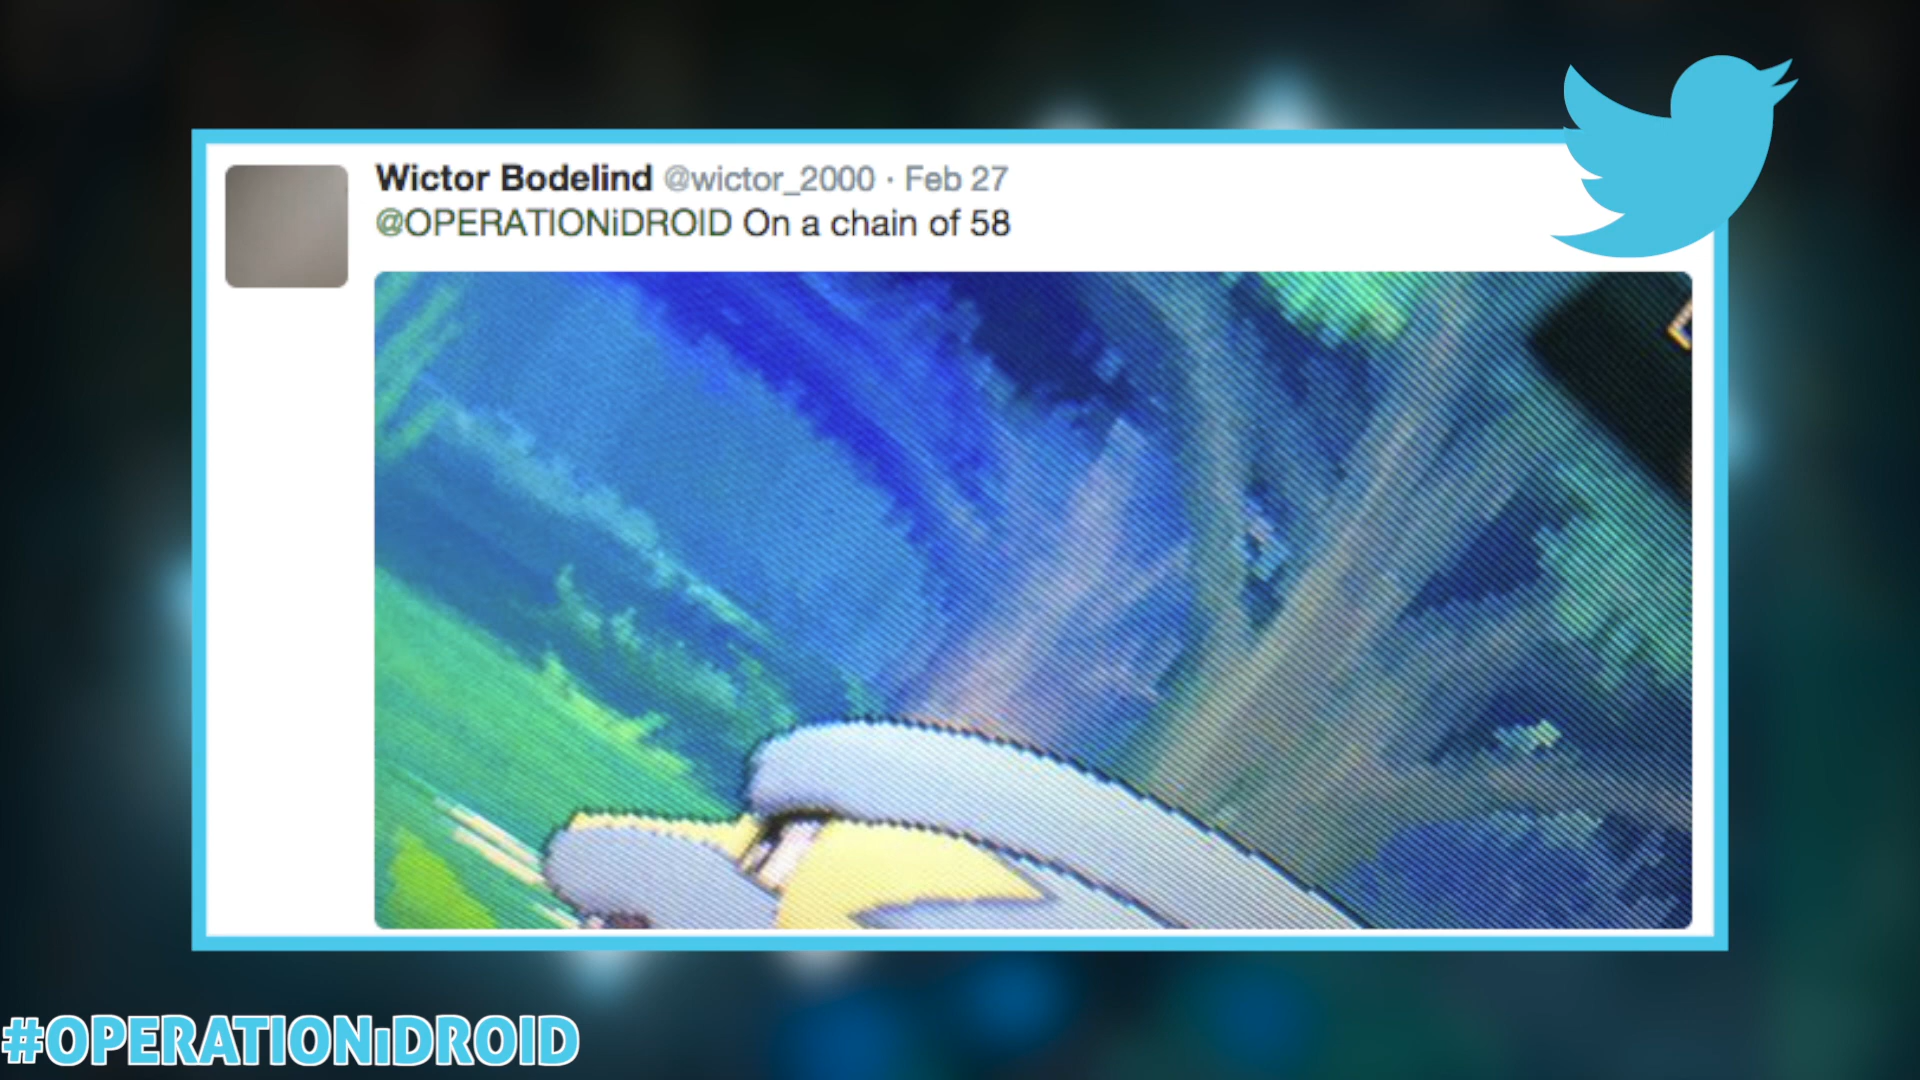 Wictor Bodelind @wictor_2000 · Feb 27
@OPERATIONiDROID On a chain of 58
#OPERATIONiDROID